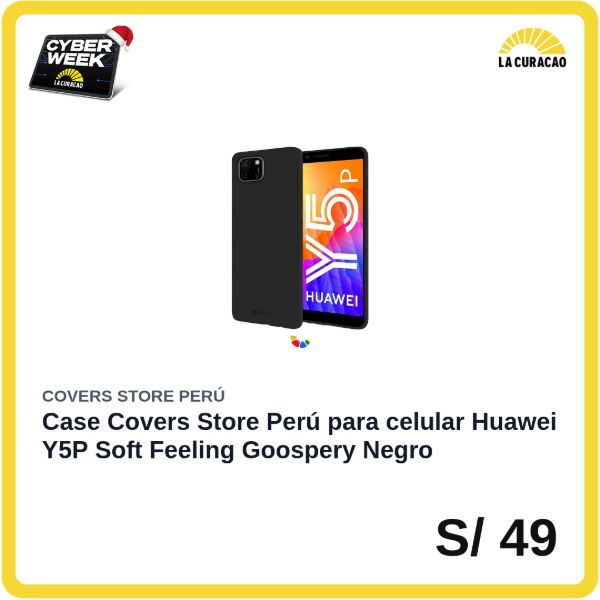 CYBER
WEEK
LA CURACAO
LA CURACAO
Y5P
HUAWEI
COVERS STORE PERÚ
Case Covers Store Perú para celular Huawei
Y5P Soft Feeling Goospery Negro
S/ 49